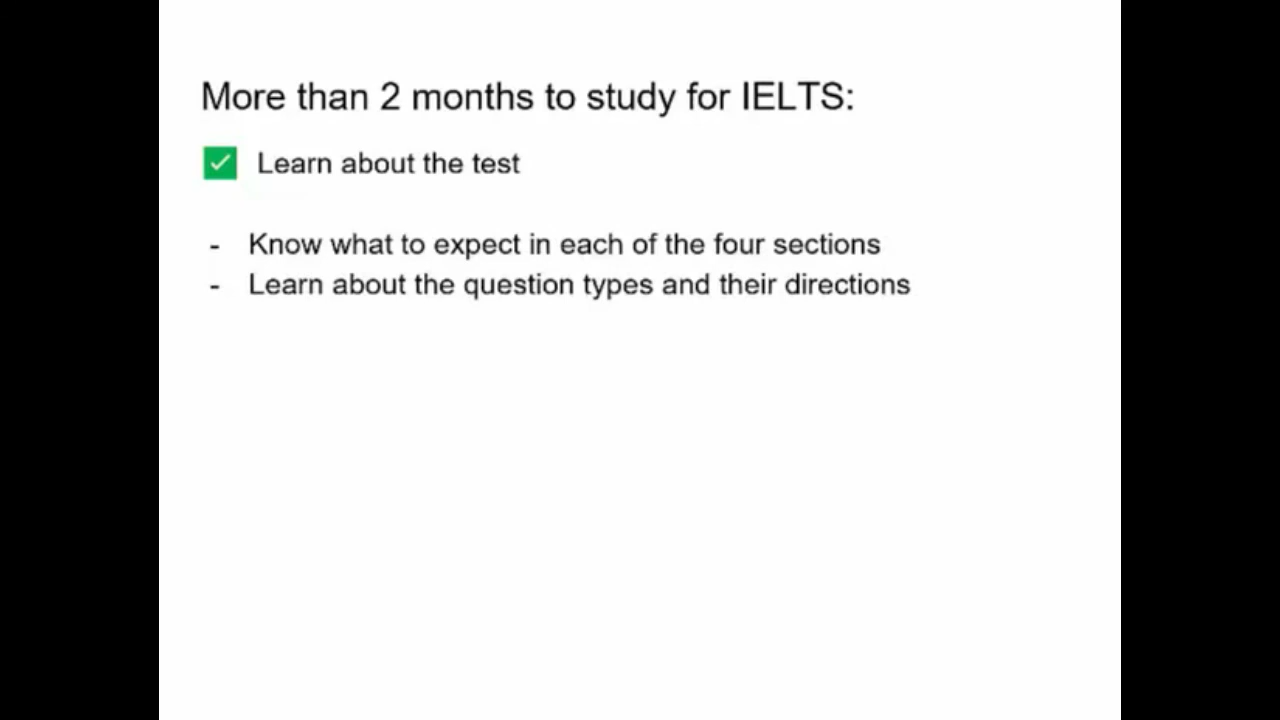 More than 2 months to study for IELTS:
✅ Learn about the test
- Know what to expect in each of the four sections
- Learn about the question types and their directions